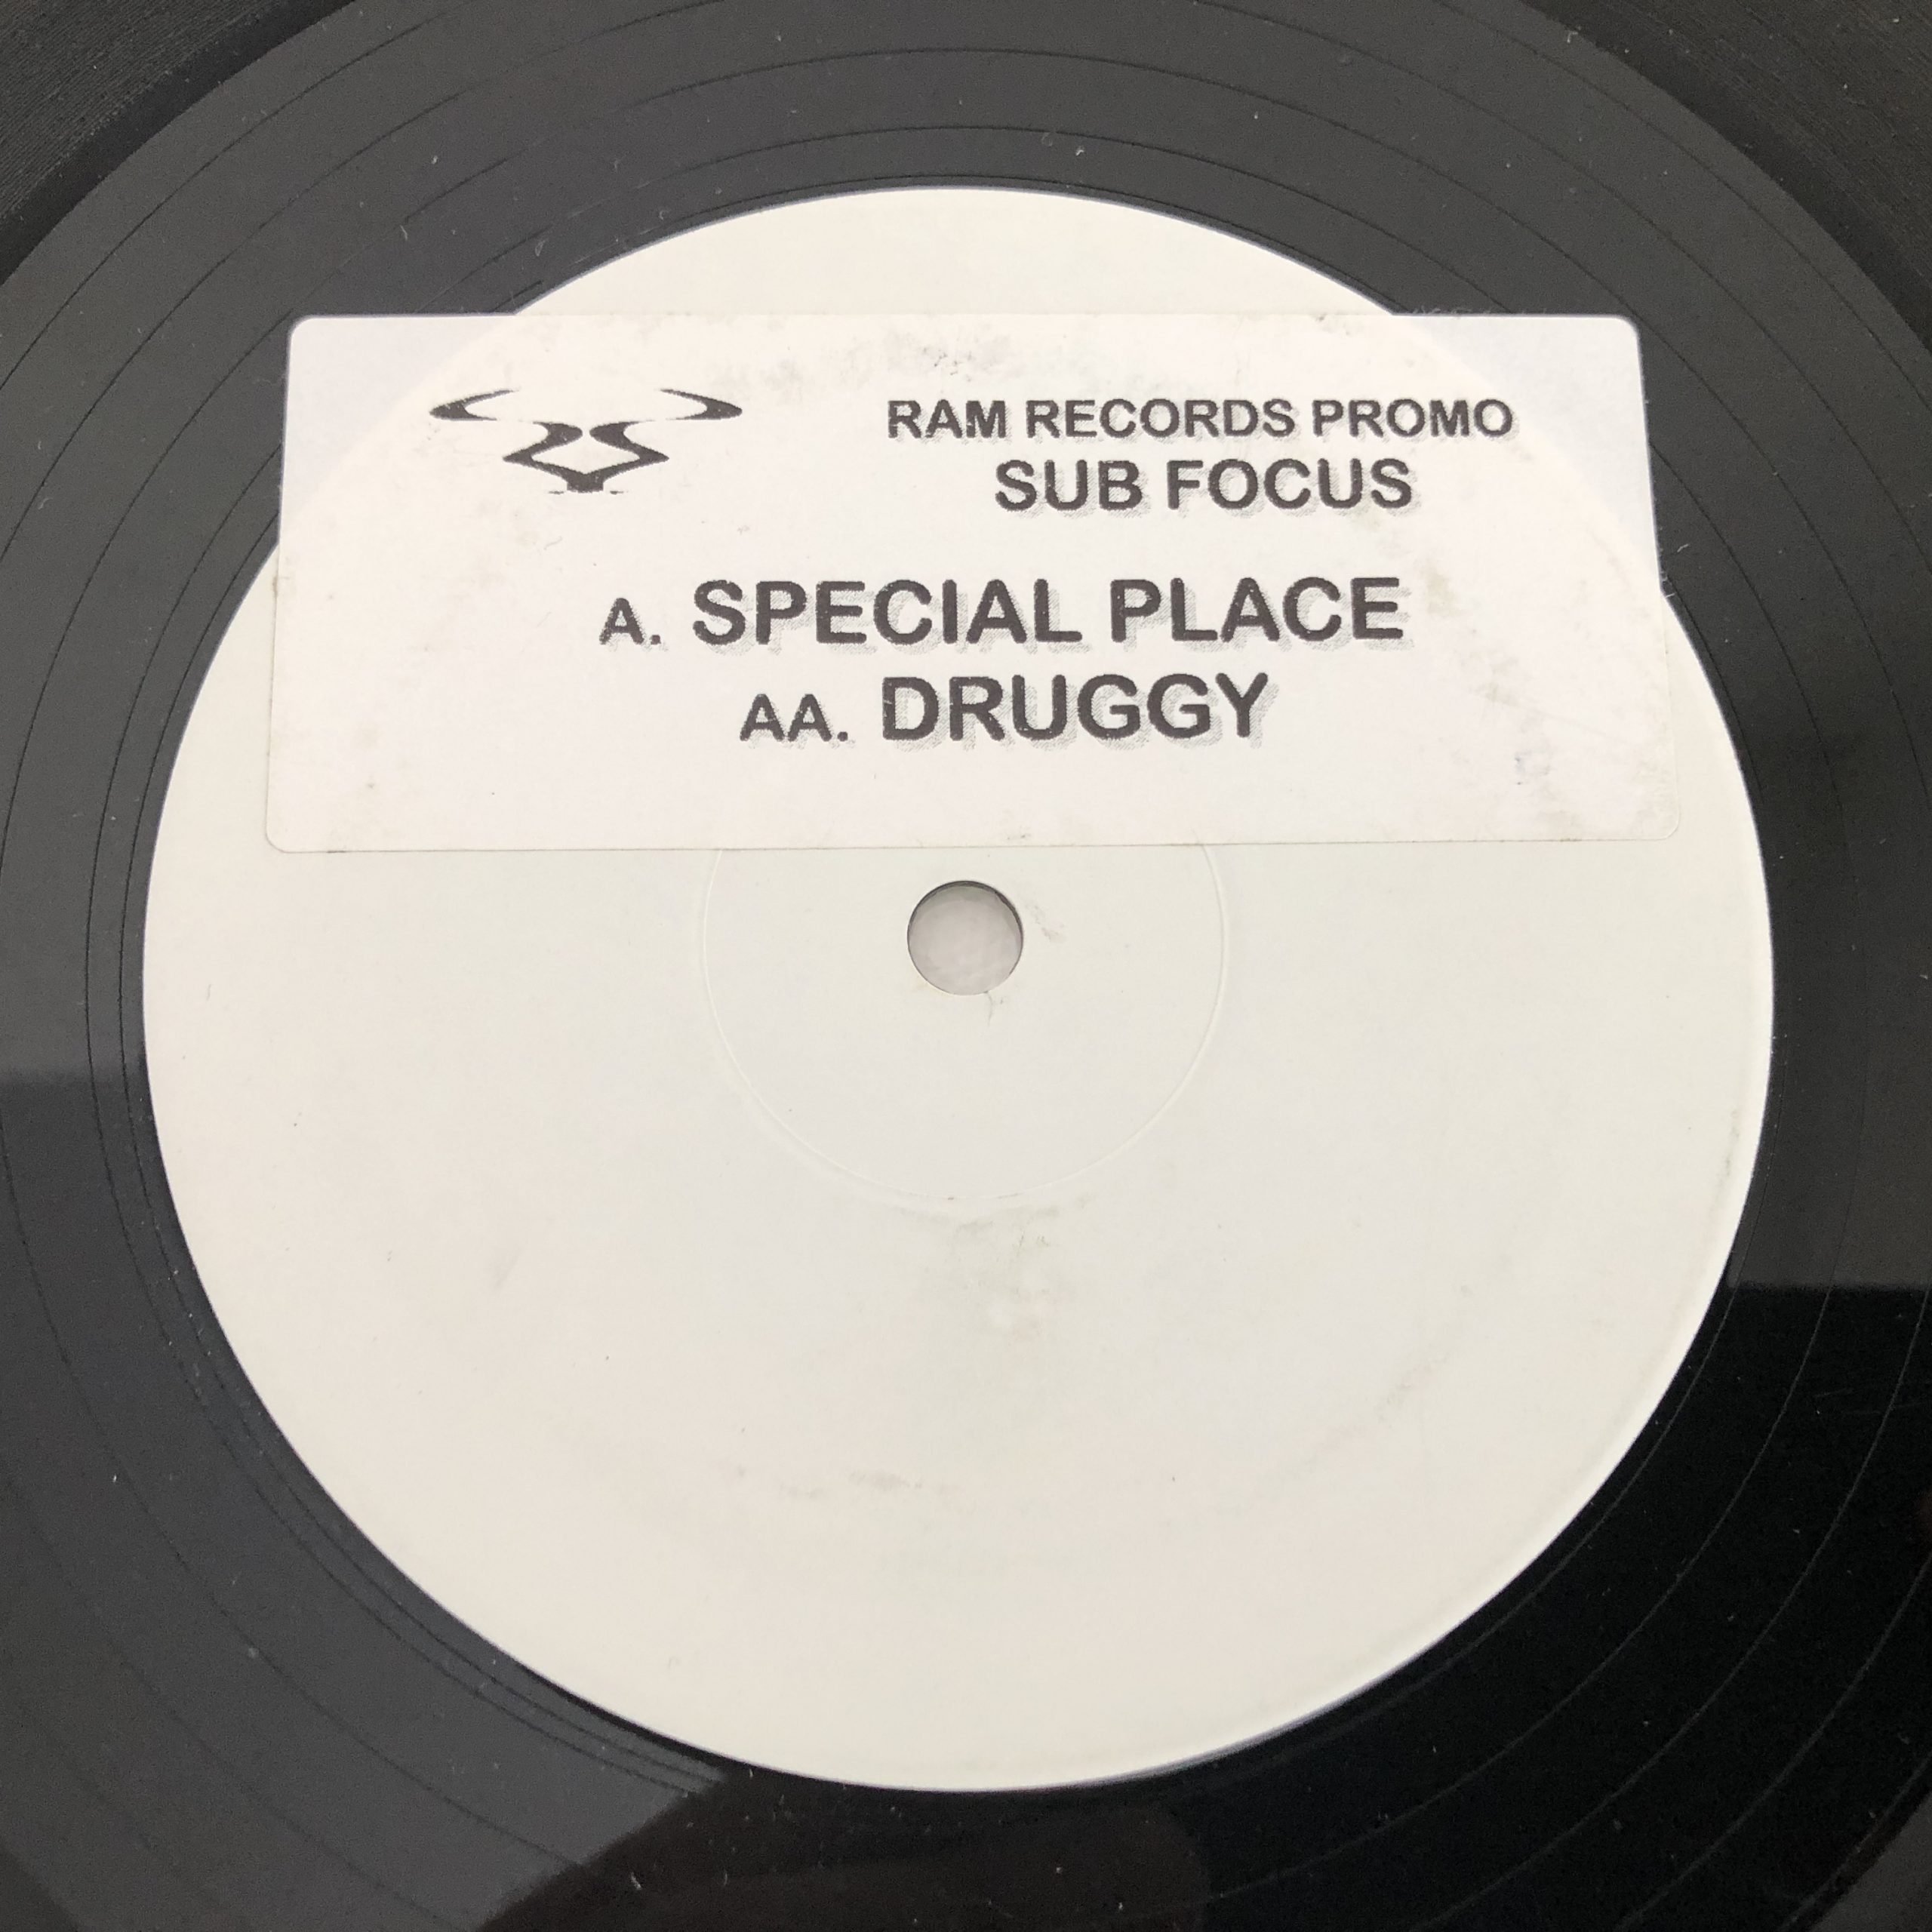 RAM RECORDS PROMO
SUB FOCUS
A. SPECIAL PLACE
AA. DRUGGY